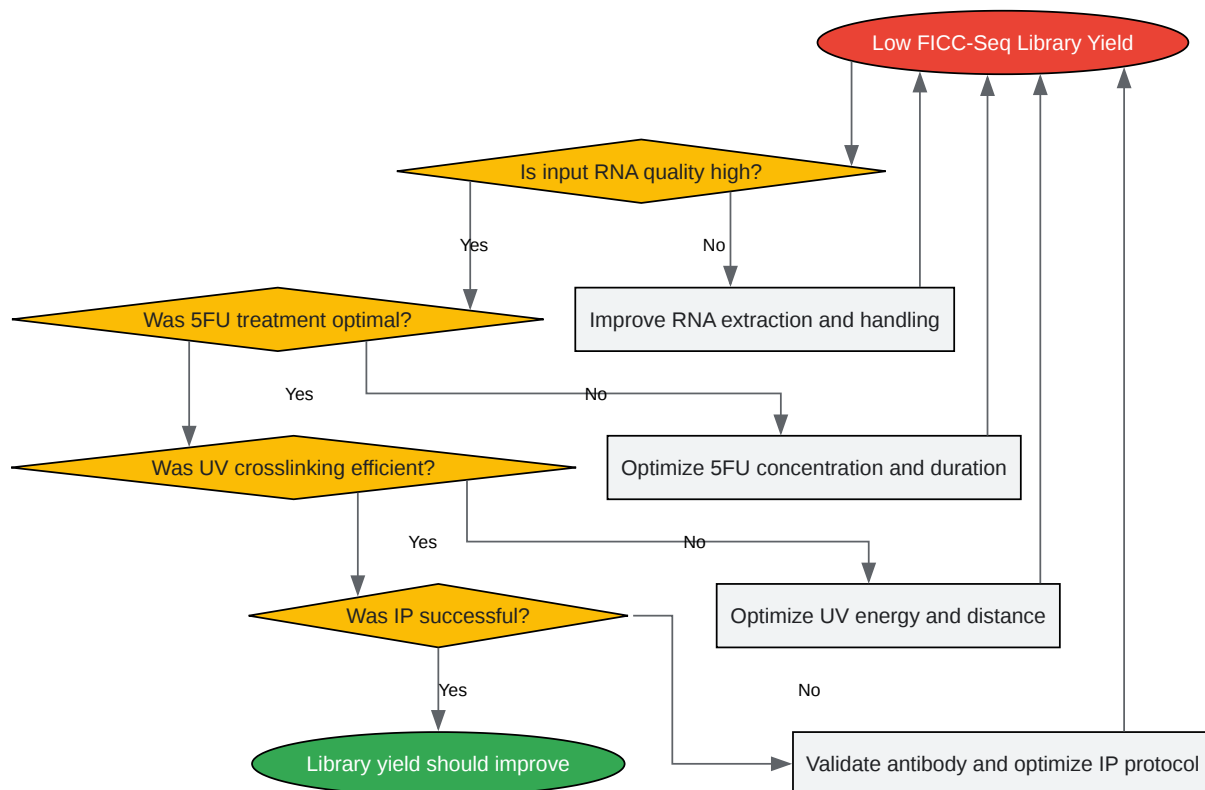 Low FICC-Seq Library Yield
Is input RNA quality high?
Yes
No
Was 5FU treatment optimal?
Improve RNA extraction and handling
Yes
No
Was UV crosslinking efficient?
Optimize 5FU concentration and duration
Yes
No
Was IP successful?
Optimize UV energy and distance
Yes
No
Library yield should improve
Validate antibody and optimize IP protocol